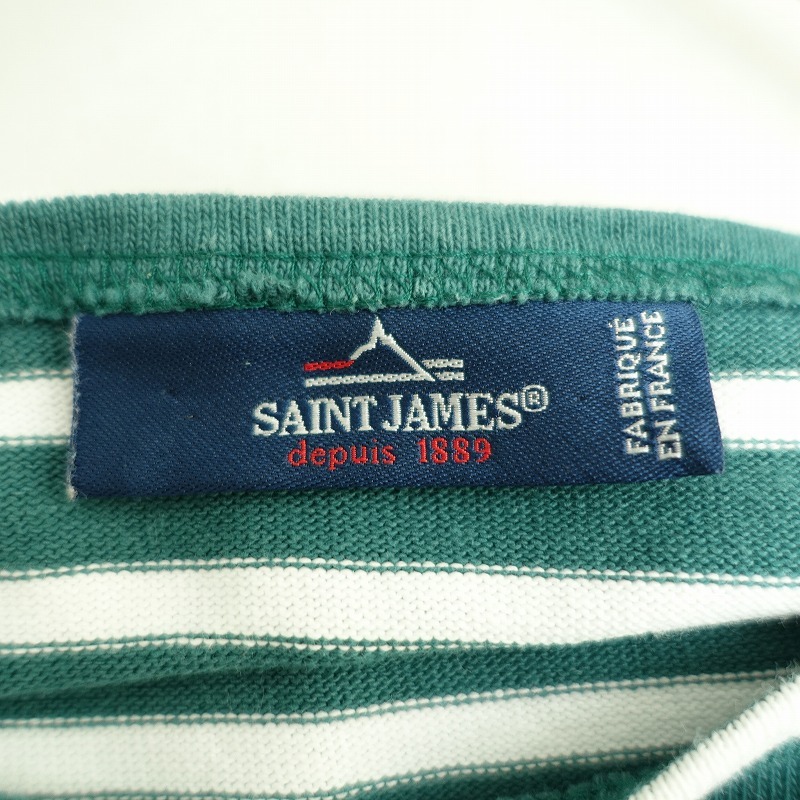 SAINT JAMES®
depuis 1889
FABRIQUÉ
EN FRANCE